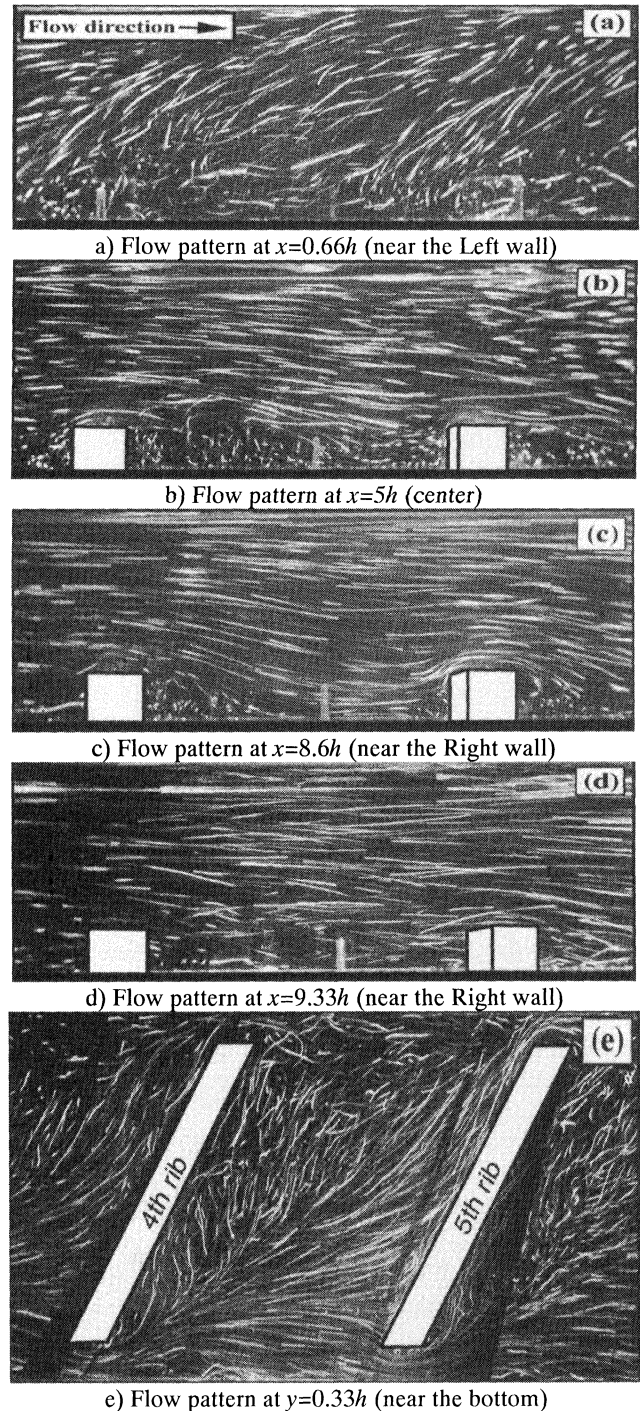 Flow direction
(a)
a) Flow pattern at x=0.66h (near the Left wall)
(b)
b) Flow pattern at x=5h (center)
(c)
c) Flow pattern at x=8.6h (near the Right wall)
(d)
d) Flow pattern at x=9.33h (near the Right wall)
(e)
4th rib
5th rib
e) Flow pattern at y=0.33h (near the bottom)